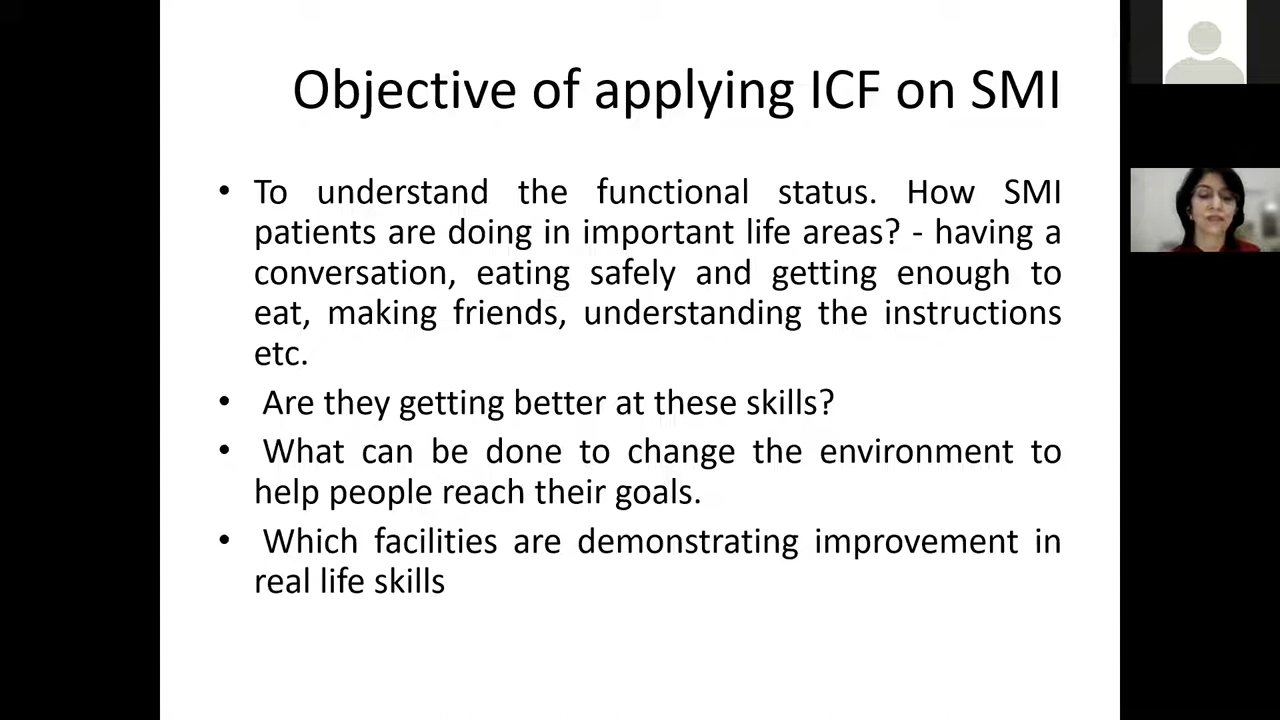 Objective of applying ICF on SMI
• To understand the functional status. How SMI
patients are doing in important life areas? - having a
conversation, eating safely and getting enough to
eat, making friends, understanding the instructions
etc.
• Are they getting better at these skills?
• What can be done to change the environment to
help people reach their goals.
• Which facilities are demonstrating improvement in
real life skills